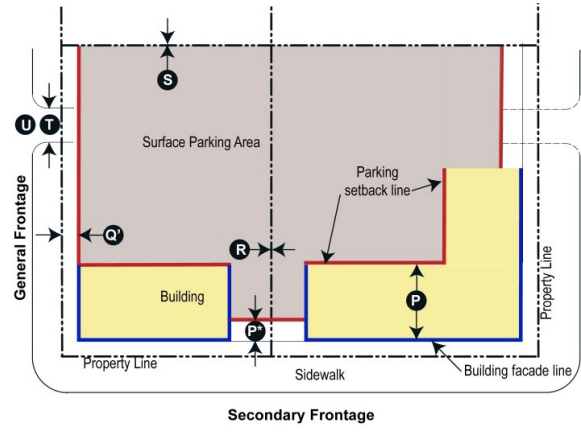 S
U T
Surface Parking Area
Parking
setback line
General Frontage
Q'
R
Property Line
Building
P
P*
Property Line
Sidewalk
Building facade line
Secondary Frontage